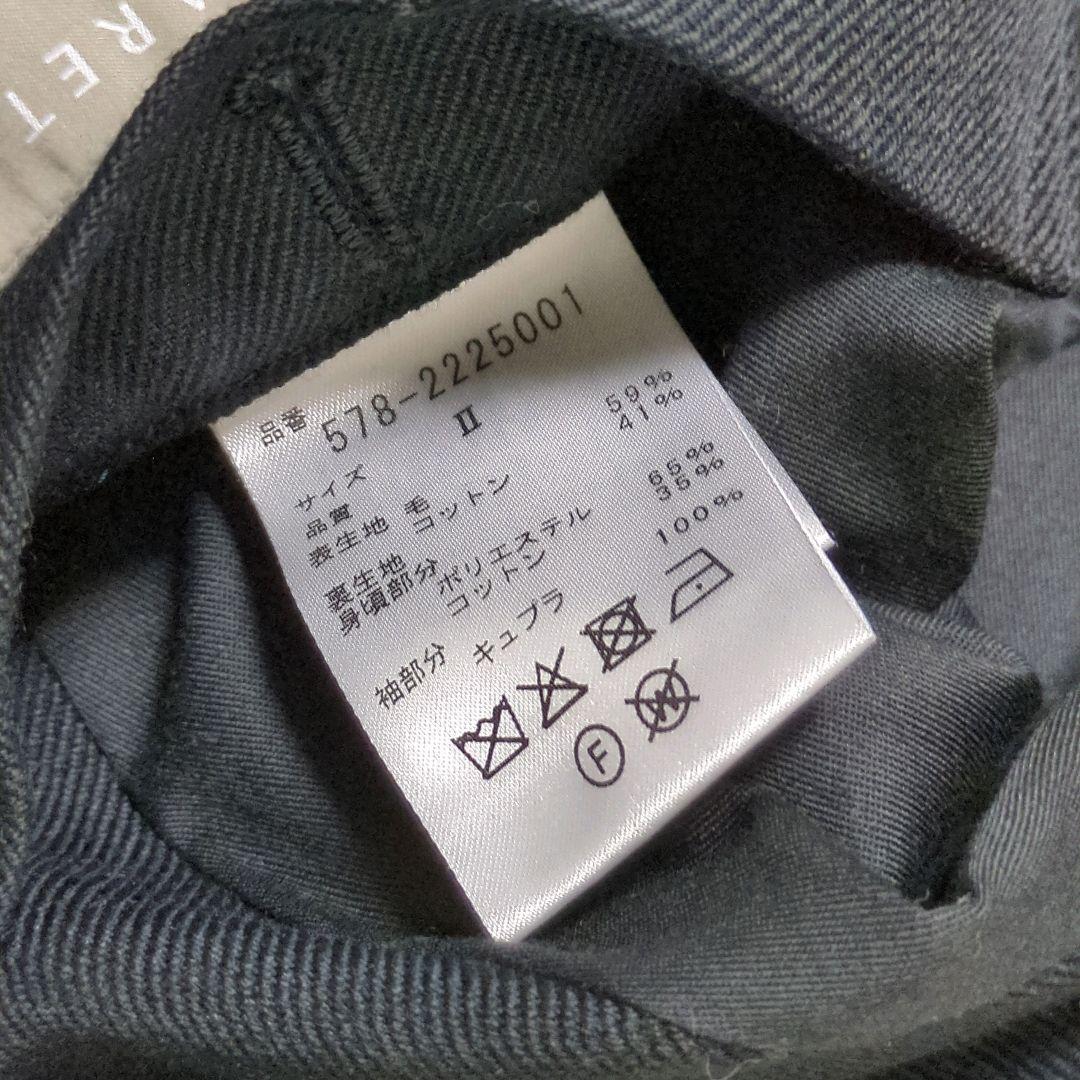 ARET
品番 578-2225001
サイズ II
品質
表生地 毛 59%
コットン 41%
裏生地
身頃部分 ポリエステル 65%
コットン 35%
袖部分 キュプラ 100%
F
W